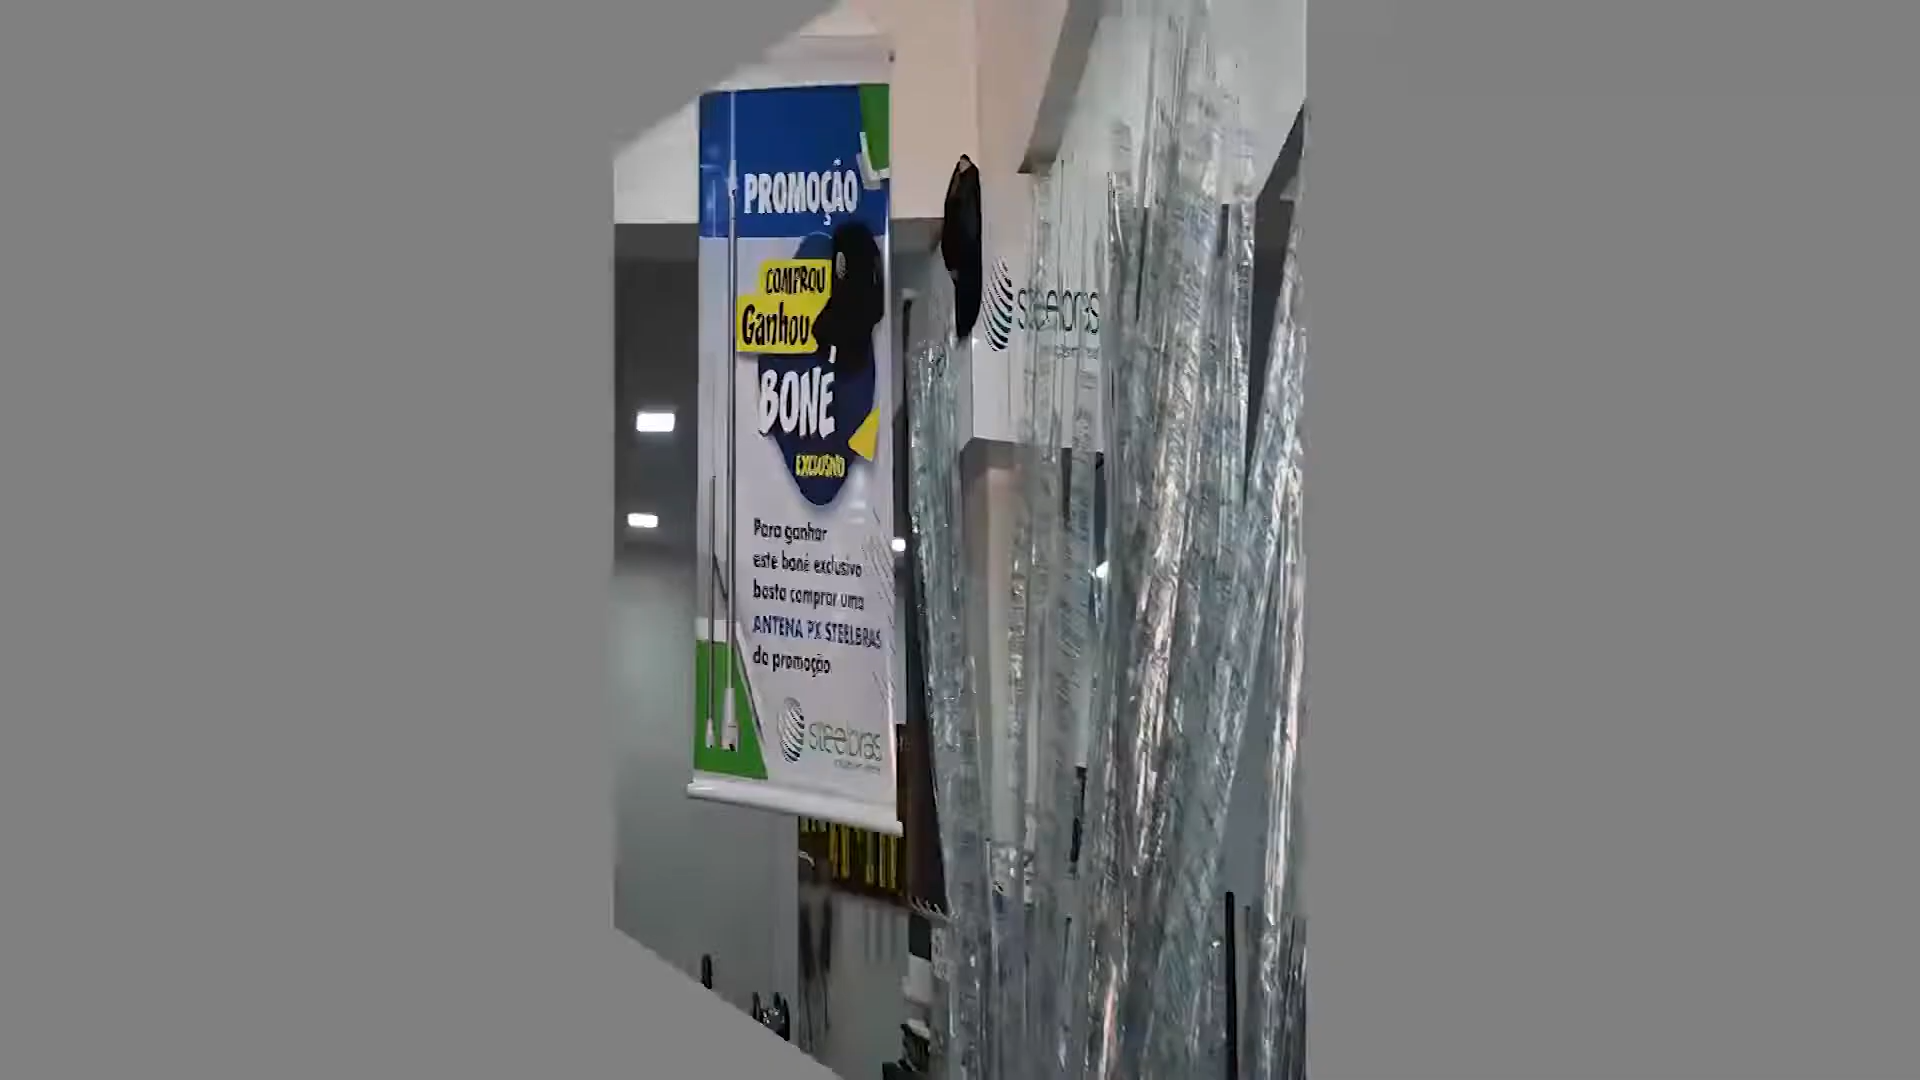 PROMOÇÃO
COMPROU
Ganhou
BONÉ
EXCLUSIVO
Para ganhar
este boné exclusivo
basta comprar uma
ANTENA PX STEELBRAS
da promoção
steelbras
steelbras